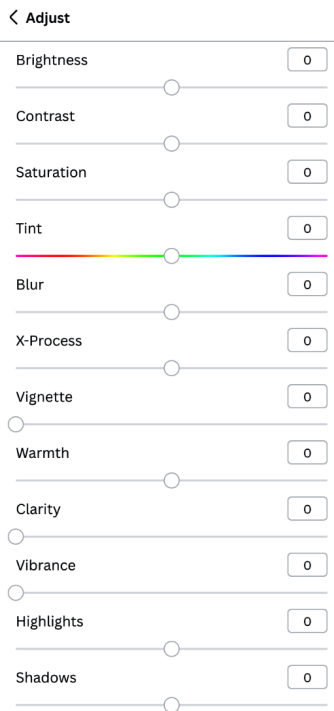 Adjust
Brightness 0
Contrast 0
Saturation 0
Tint 0
Blur 0
X-Process 0
Vignette 0
Warmth 0
Clarity 0
Vibrance 0
Highlights 0
Shadows 0